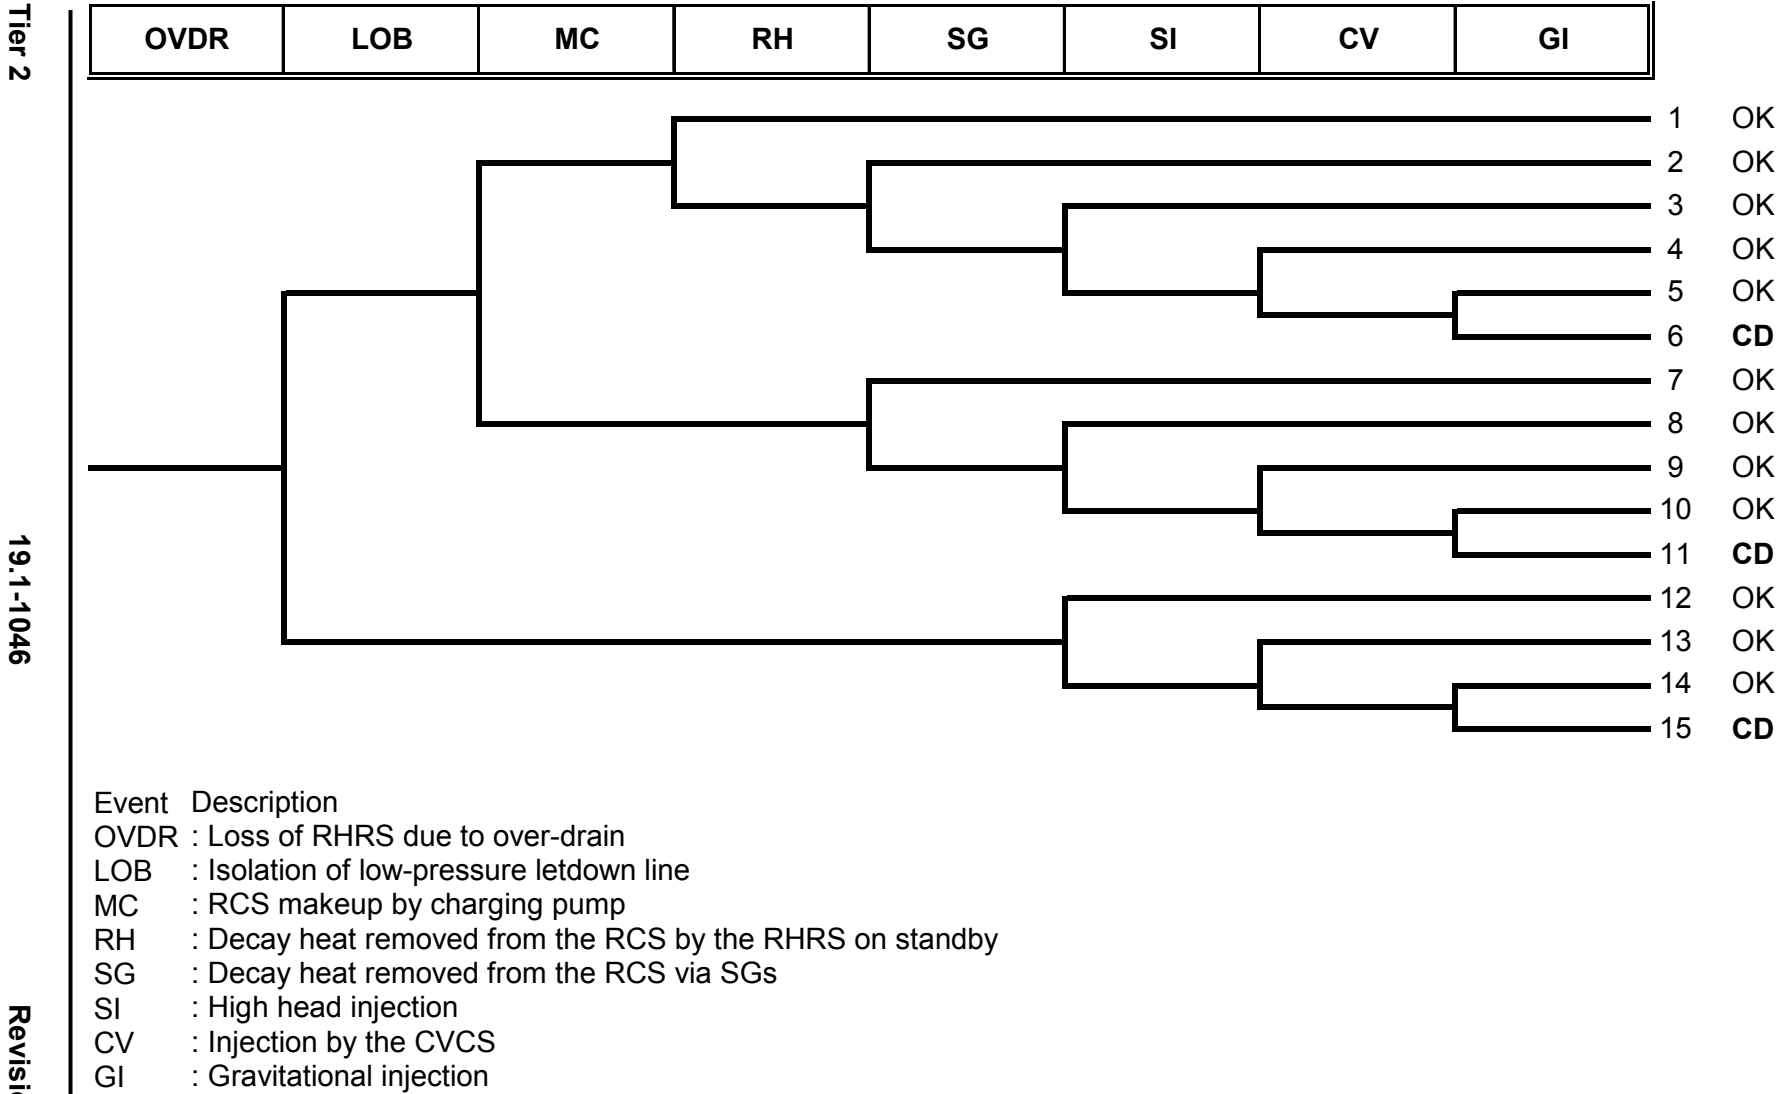 OVDR LOB MC RH SG SI CV GI
1 OK
2 OK
3 OK
4 OK
5 OK
6 CD
7 OK
8 OK
9 OK
10 OK
11 CD
12 OK
13 OK
14 OK
15 CD
Event Description
OVDR : Loss of RHRS due to over-drain
LOB : Isolation of low-pressure letdown line
MC : RCS makeup by charging pump
RH : Decay heat removed from the RCS by the RHRS on standby
SG : Decay heat removed from the RCS via SGs
SI : High head injection
CV : Injection by the CVCS
GI : Gravitational injection
Tier 2
19.1-1046